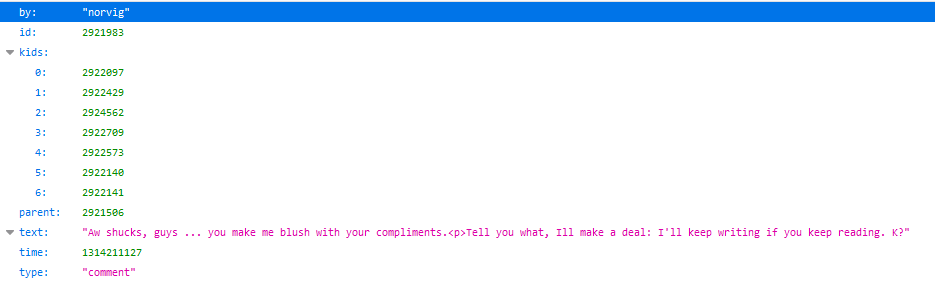 by: "norvig"
id: 2921983
kids:
0: 2922097
1: 2922429
2: 2924562
3: 2922709
4: 2922573
5: 2922140
6: 2922141
parent: 2921506
text: "Aw shucks, guys ... you make me blush with your compliments.<p>Tell you what, Ill make a deal: I'll keep writing if you keep reading. K?"
time: 1314211127
type: "comment"